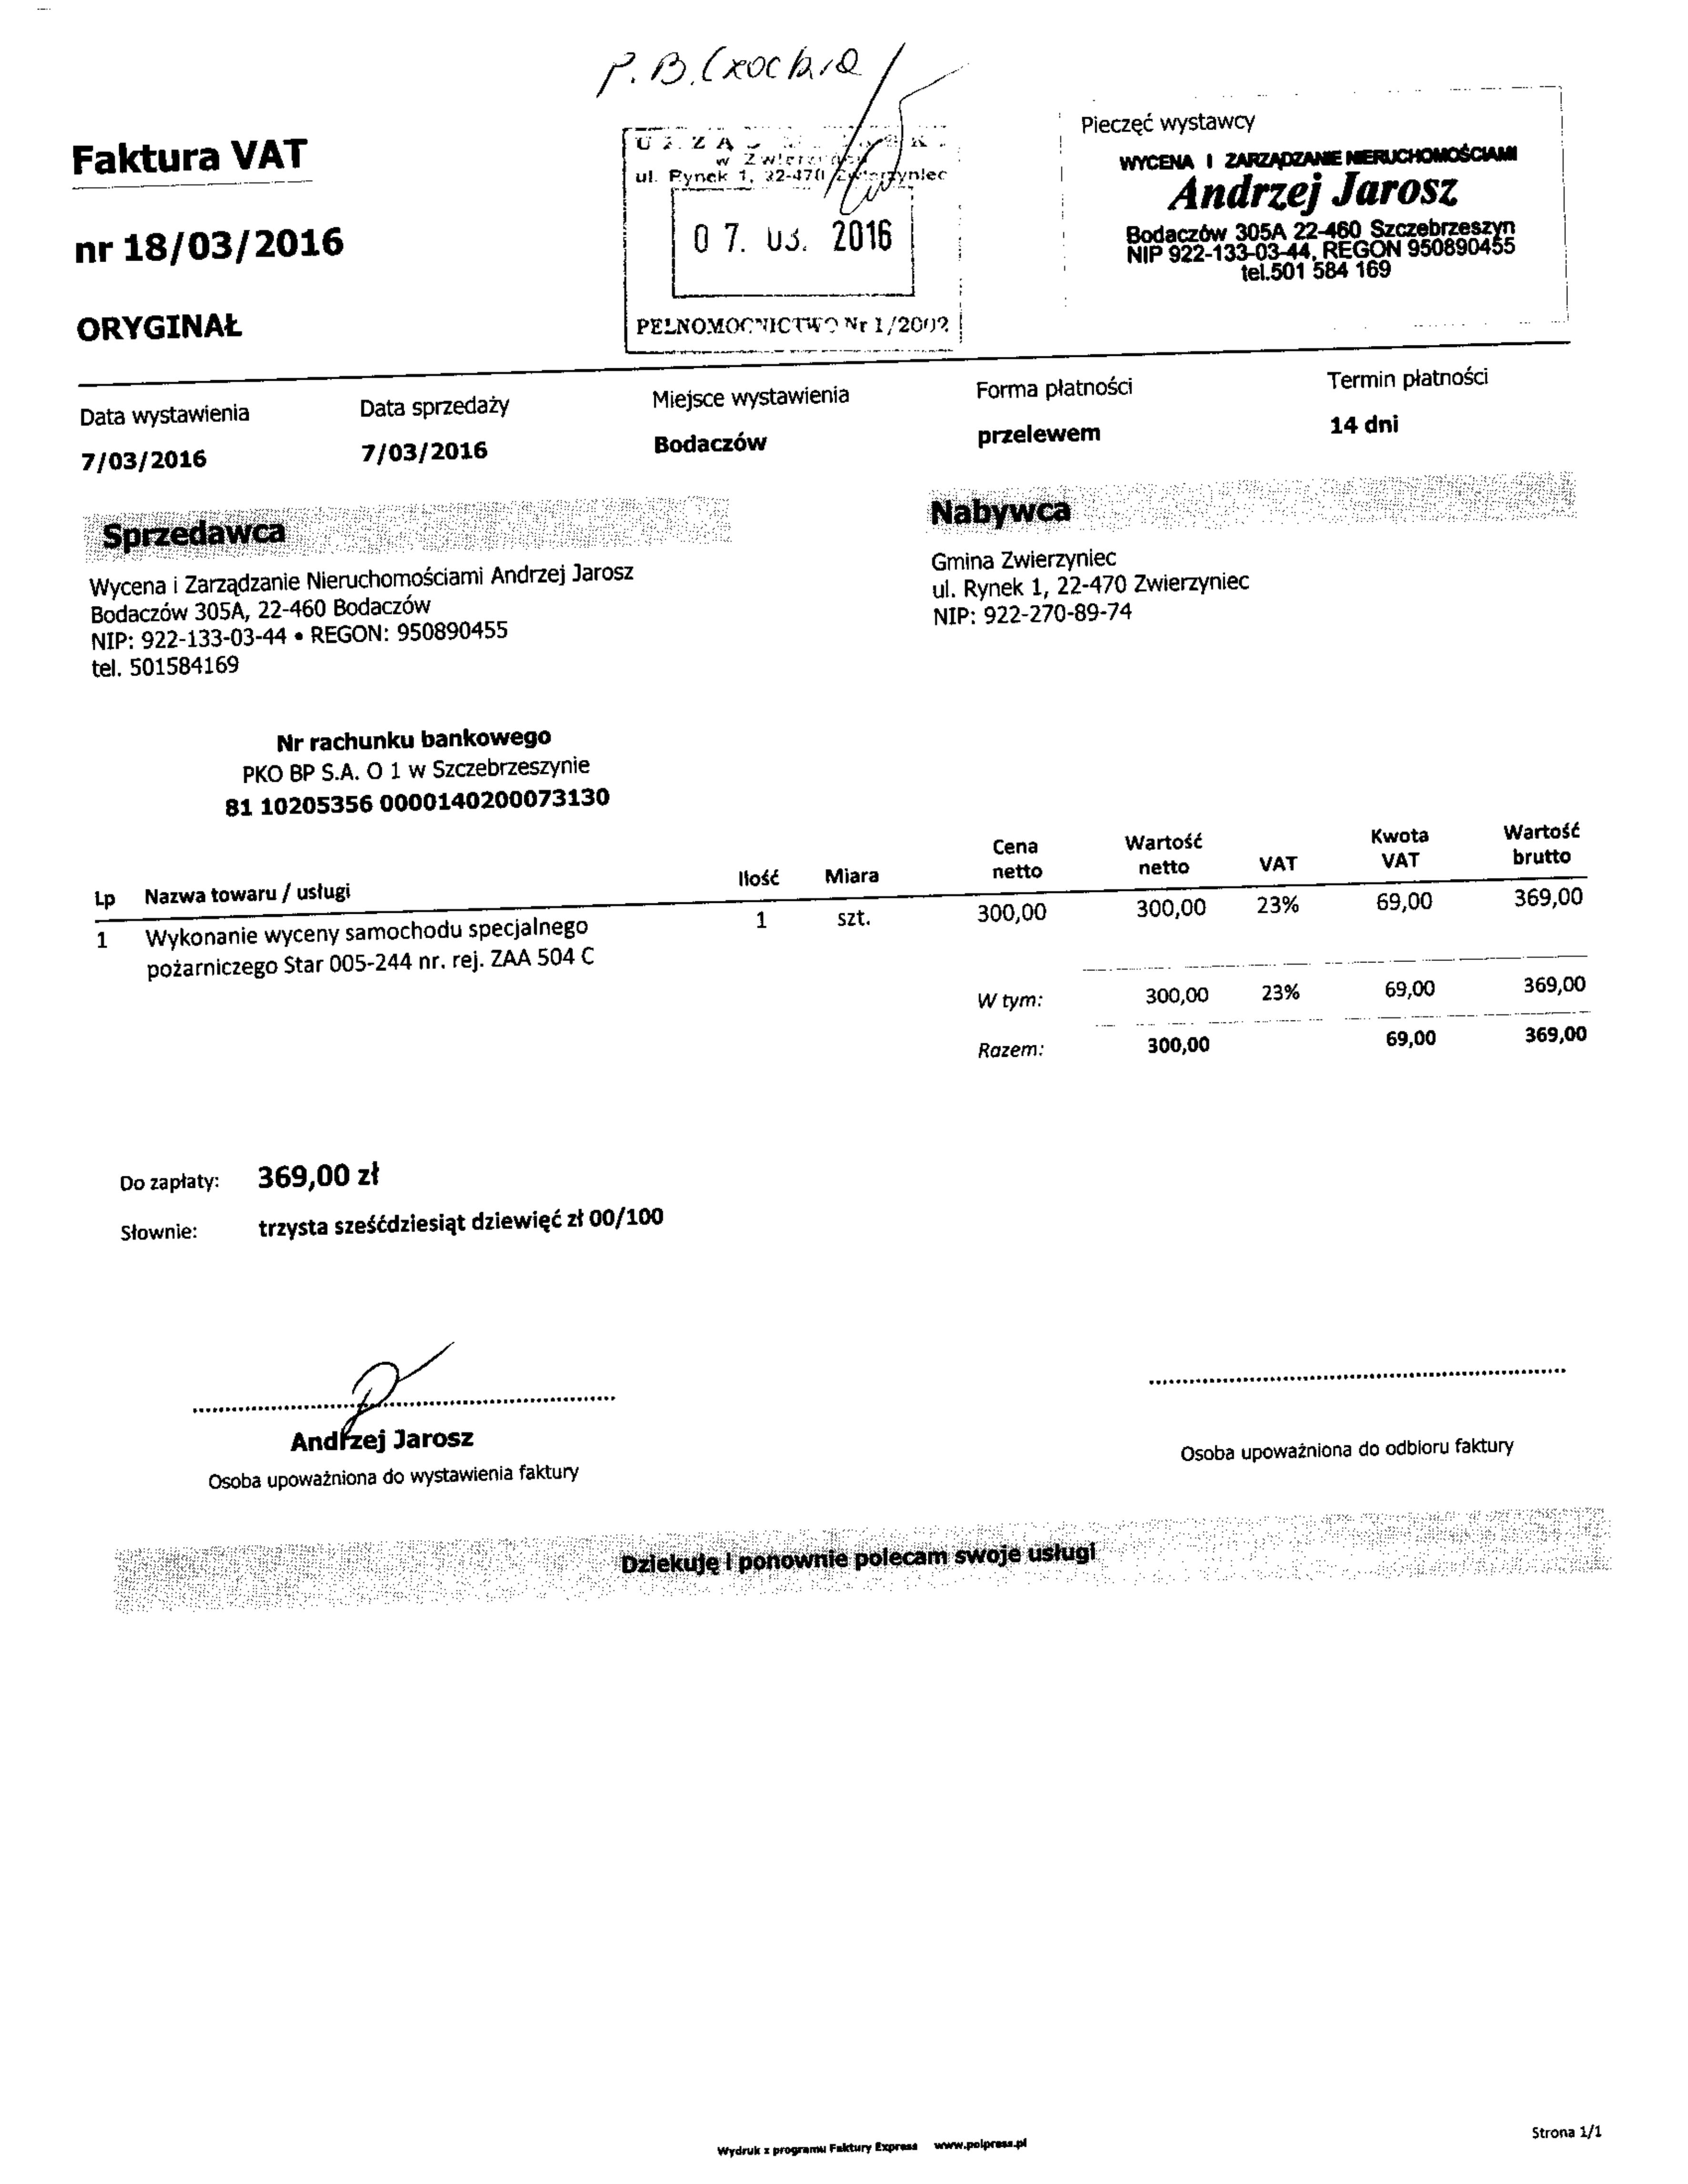 P. B.
Faktura VAT
nr 18/03/2016
ORYGINAŁ
w
ul. Rynek 1, 22-470 Zwierzyniec
07. 03. 2016
PEŁNOMOCNICTWO Nr 1/2002
Pieczęć wystawcy
WYCENA I ZARZĄDZANIE NIERUCHOMOŚCIAMI
Andrzej Jarosz
Bodaczów 305A 22-460 Szczebrzeszyn
NIP 922-133-03-44, REGON 950890455
tel.501 584 169
Data wystawienia Data sprzedaży Miejsce wystawienia Forma płatności Termin płatności
7/03/2016 7/03/2016 Bodaczów przelewem 14 dni
Sprzedawca
Wycena i Zarządzanie Nieruchomościami Andrzej Jarosz
Bodaczów 305A, 22-460 Bodaczów
NIP: 922-133-03-44 • REGON: 950890455
tel. 501584169
Nabywca
Gmina Zwierzyniec
ul. Rynek 1, 22-470 Zwierzyniec
NIP: 922-270-89-74
Nr rachunku bankowego
PKO BP S.A. O 1 w Szczebrzeszynie
81 10205356 0000140200073130
Lp Nazwa towaru / usługi Ilość Miara Cena netto Wartość netto VAT Kwota VAT Wartość brutto
1 Wykonanie wyceny samochodu specjalnego 1 szt. 300,00 300,00 23% 69,00 369,00
pożarniczego Star 005-244 nr. rej. ZAA 504 C
W tym: 300,00 23% 69,00 369,00
Razem: 300,00 69,00 369,00
Do zapłaty: 369,00 zł
Słownie: trzysta sześćdziesiąt dziewięć zł 00/100
Andrzej Jarosz
Osoba upoważniona do wystawienia faktury
Osoba upoważniona do odbioru faktury
Dziekuję i ponownie polecam swoje usługi
Wydruk z programu Faktury Express www.polpress.pl
Strona 1/1